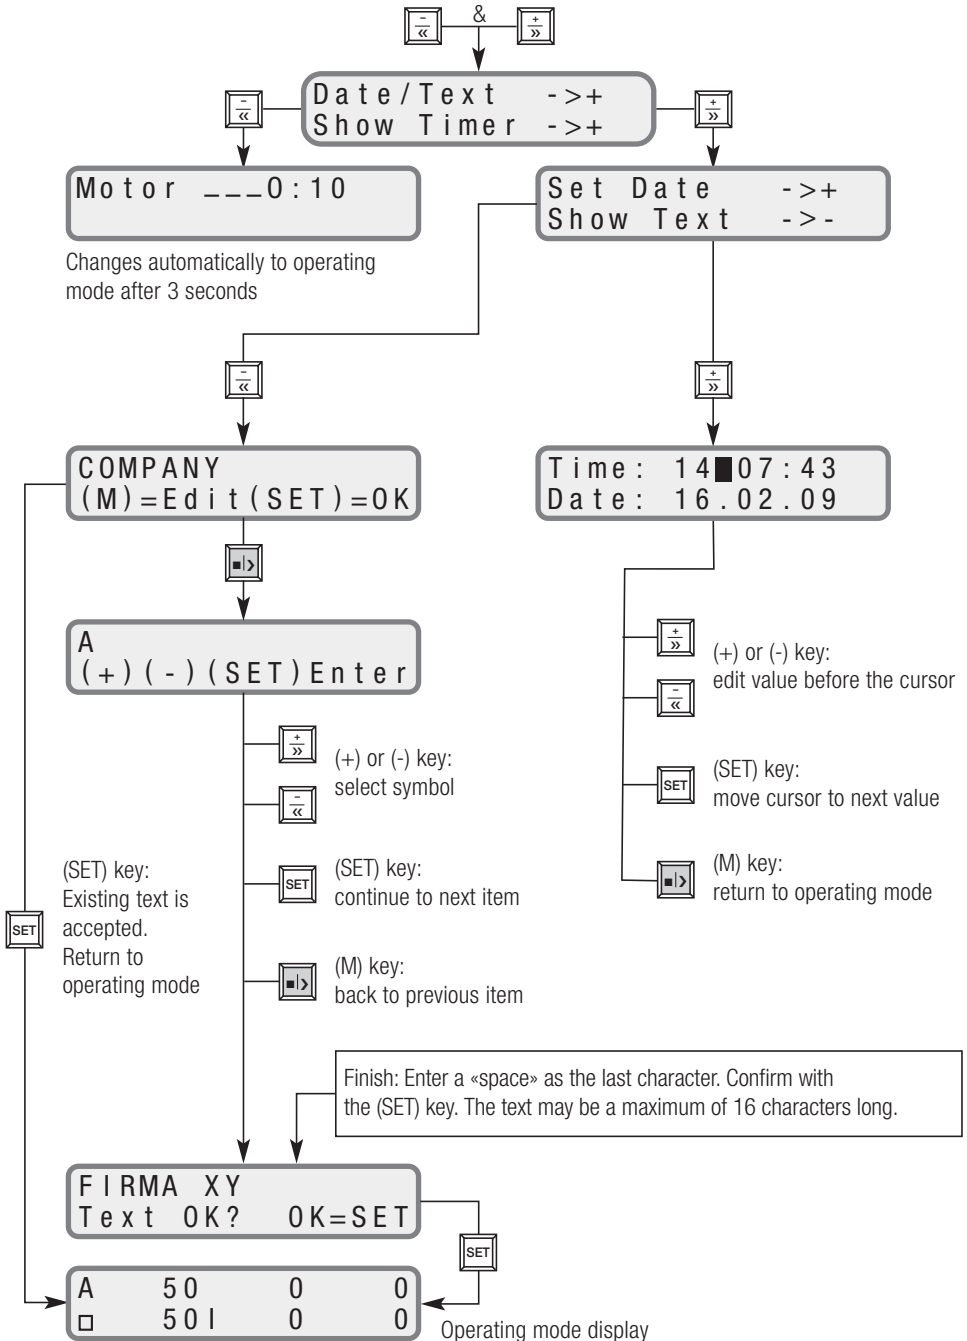 − « & + »
Date/Text ->+
Show Timer ->+
− «
+ »
Motor ___0:10
Set Date ->+
Show Text ->-
Changes automatically to operating
mode after 3 seconds
− «
+ »
COMPANY
(M)=Edit(SET)=OK
Time: 14█07:43
Date: 16.02.09
A
(+)(-)(SET)Enter
+ »
(+) or (-) key:
edit value before the cursor
− «
+ »
(+) or (-) key:
select symbol
− «
SET
(SET) key:
move cursor to next value
(SET) key:
Existing text is
accepted.
Return to
operating mode
SET
SET
(SET) key:
continue to next item
(M) key:
return to operating mode
(M) key:
back to previous item
Finish: Enter a «space» as the last character. Confirm with
the (SET) key. The text may be a maximum of 16 characters long.
FIRMA XY
Text OK? OK=SET
SET
A 50 0 0
□ 50l 0 0
Operating mode display